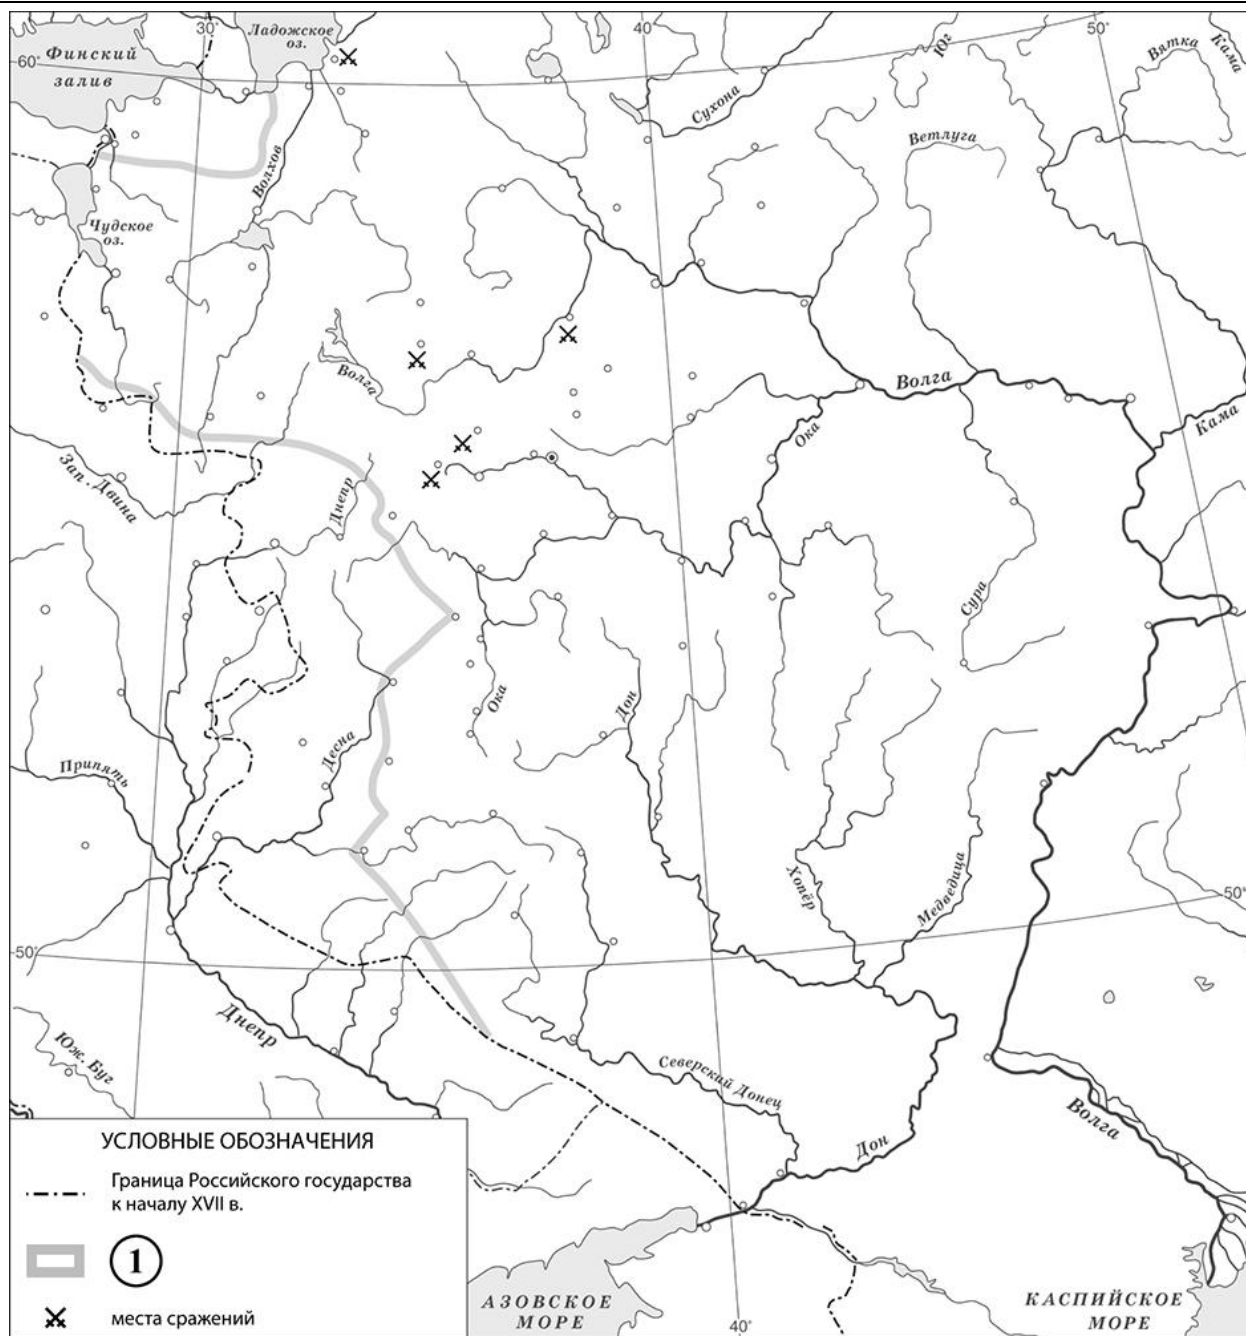 30°
Ладожское
оз.
40°
50°
60°
Финский
залив
Юг
Вятка
Кама
Сухона
Ветлуга
Волхов
Чудское
оз.
Волга
Волга
Ока
Кама
Зап. Двина
Днепр
Сура
Ока
Дон
Десна
Припять
Хопёр
Медведица
50°
50°
Днепр
Юж. Буг
Северский Донец
Волга
Дон
УСЛОВНЫЕ ОБОЗНАЧЕНИЯ
Граница Российского государства
к началу XVII в.
1
места сражений
АЗОВСКОЕ
МОРЕ
40°
КАСПИЙСКОЕ
МОРЕ